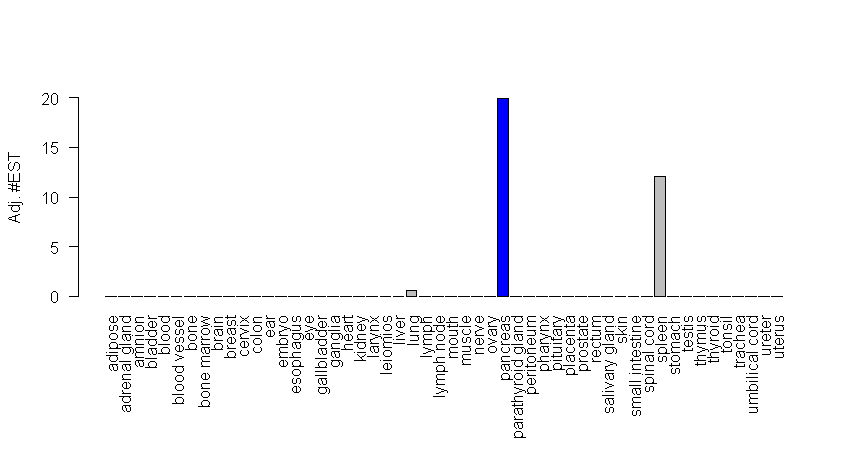 Adj. #EST
20
15
10
5
0
adipose
adrenal gland
amnion
bladder
blood
blood vessel
bone
bone marrow
brain
breast
cervix
colon
ear
embryo
esophagus
eye
gallbladder
ganglia
heart
kidney
larynx
leiomios
liver
lung
lymph
lymph node
mouth
muscle
nerve
ovary
pancreas
parathyroid gland
peritoneum
pharynx
pituitary
placenta
prostate
rectum
salivary gland
skin
small intestine
spinal cord
spleen
stomach
testis
thymus
thyroid
tonsil
trachea
umbilical cord
ureter
uterus